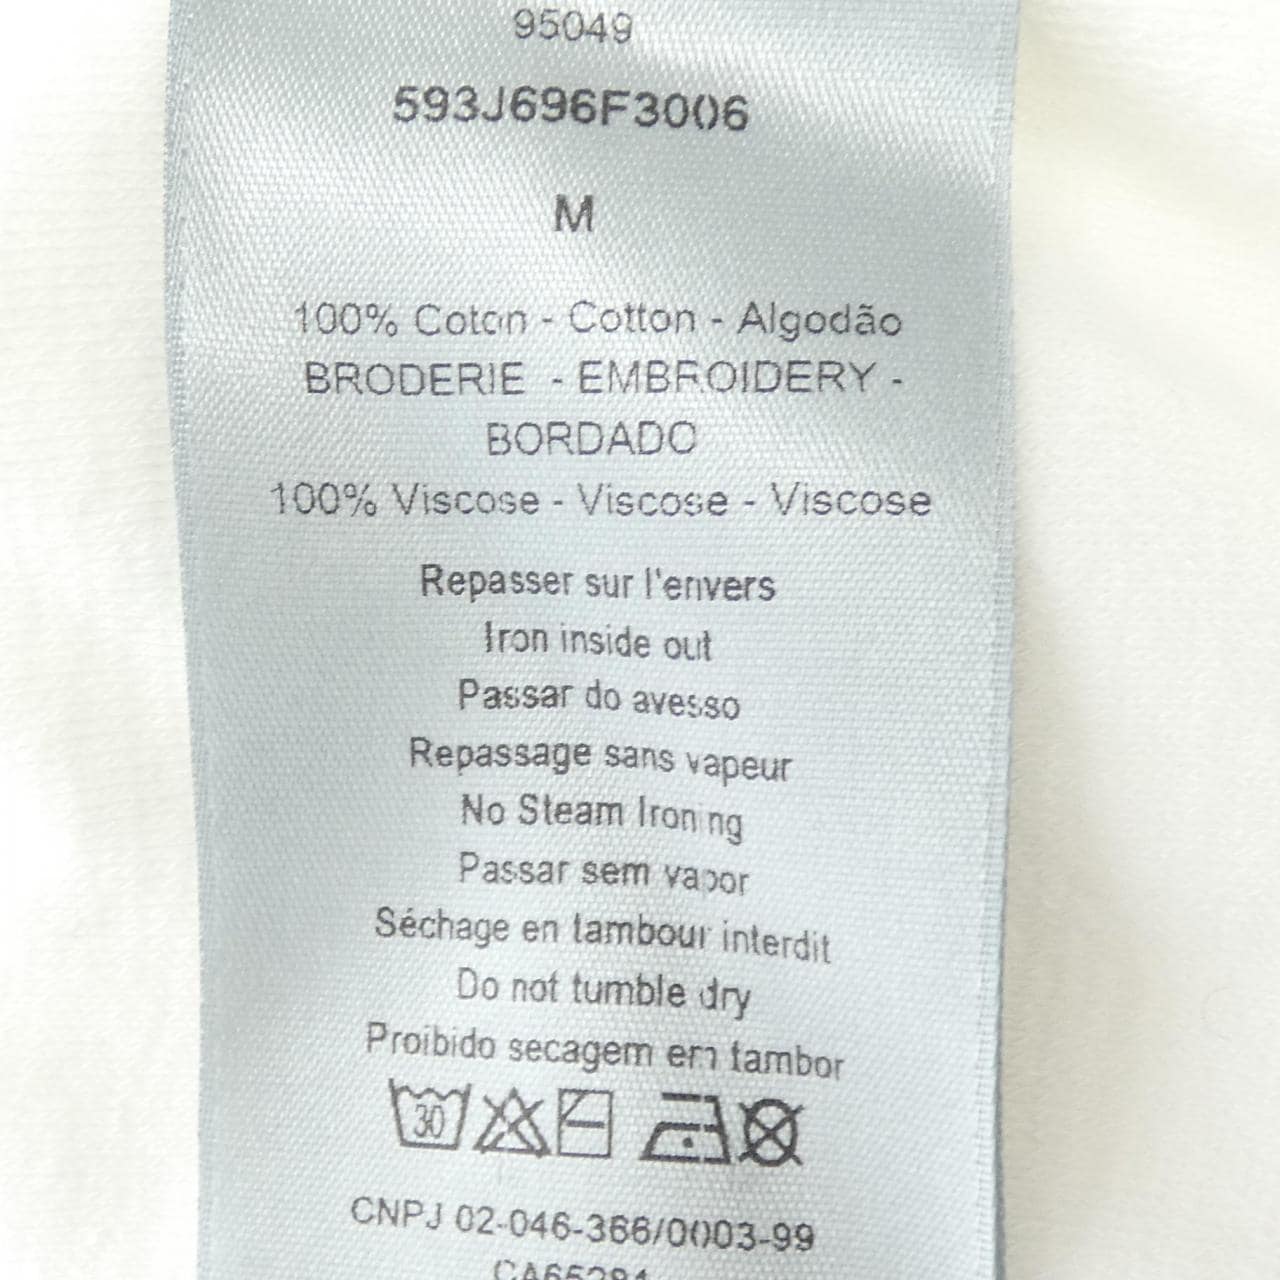 95049
593J696F3006
M
100% Coton - Cotton - Algodão
BRODERIE - EMBROIDERY -
BORDADO
100% Viscose - Viscose - Viscose
Repasser sur l'envers
Iron inside out
Passar do avesso
Repassage sans vapeur
No Steam Ironing
Passar sem vapor
Séchage en tambour interdit
Do not tumble dry
Proibido secagem em tambor
30
CNPJ 02-046-366/0003-99